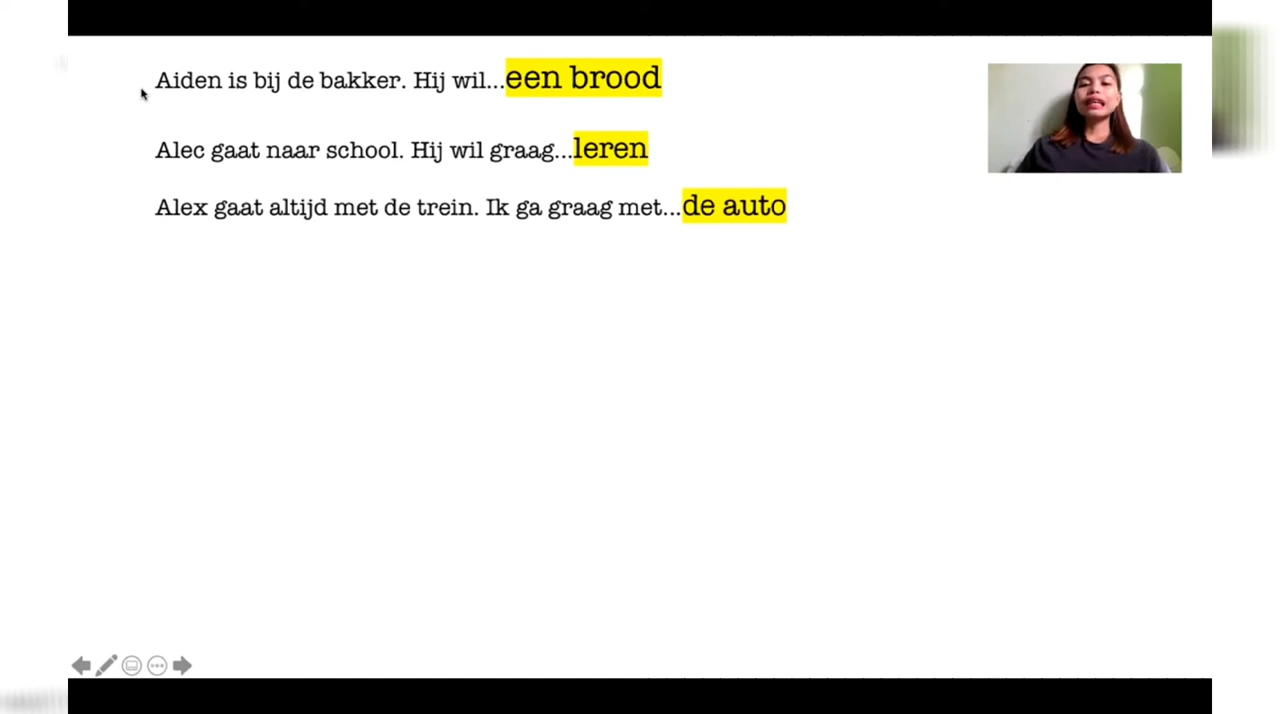 Aiden is bij de bakker. Hij wil...een brood
Alec gaat naar school. Hij wil graag...leren
Alex gaat altijd met de trein. Ik ga graag met...de auto